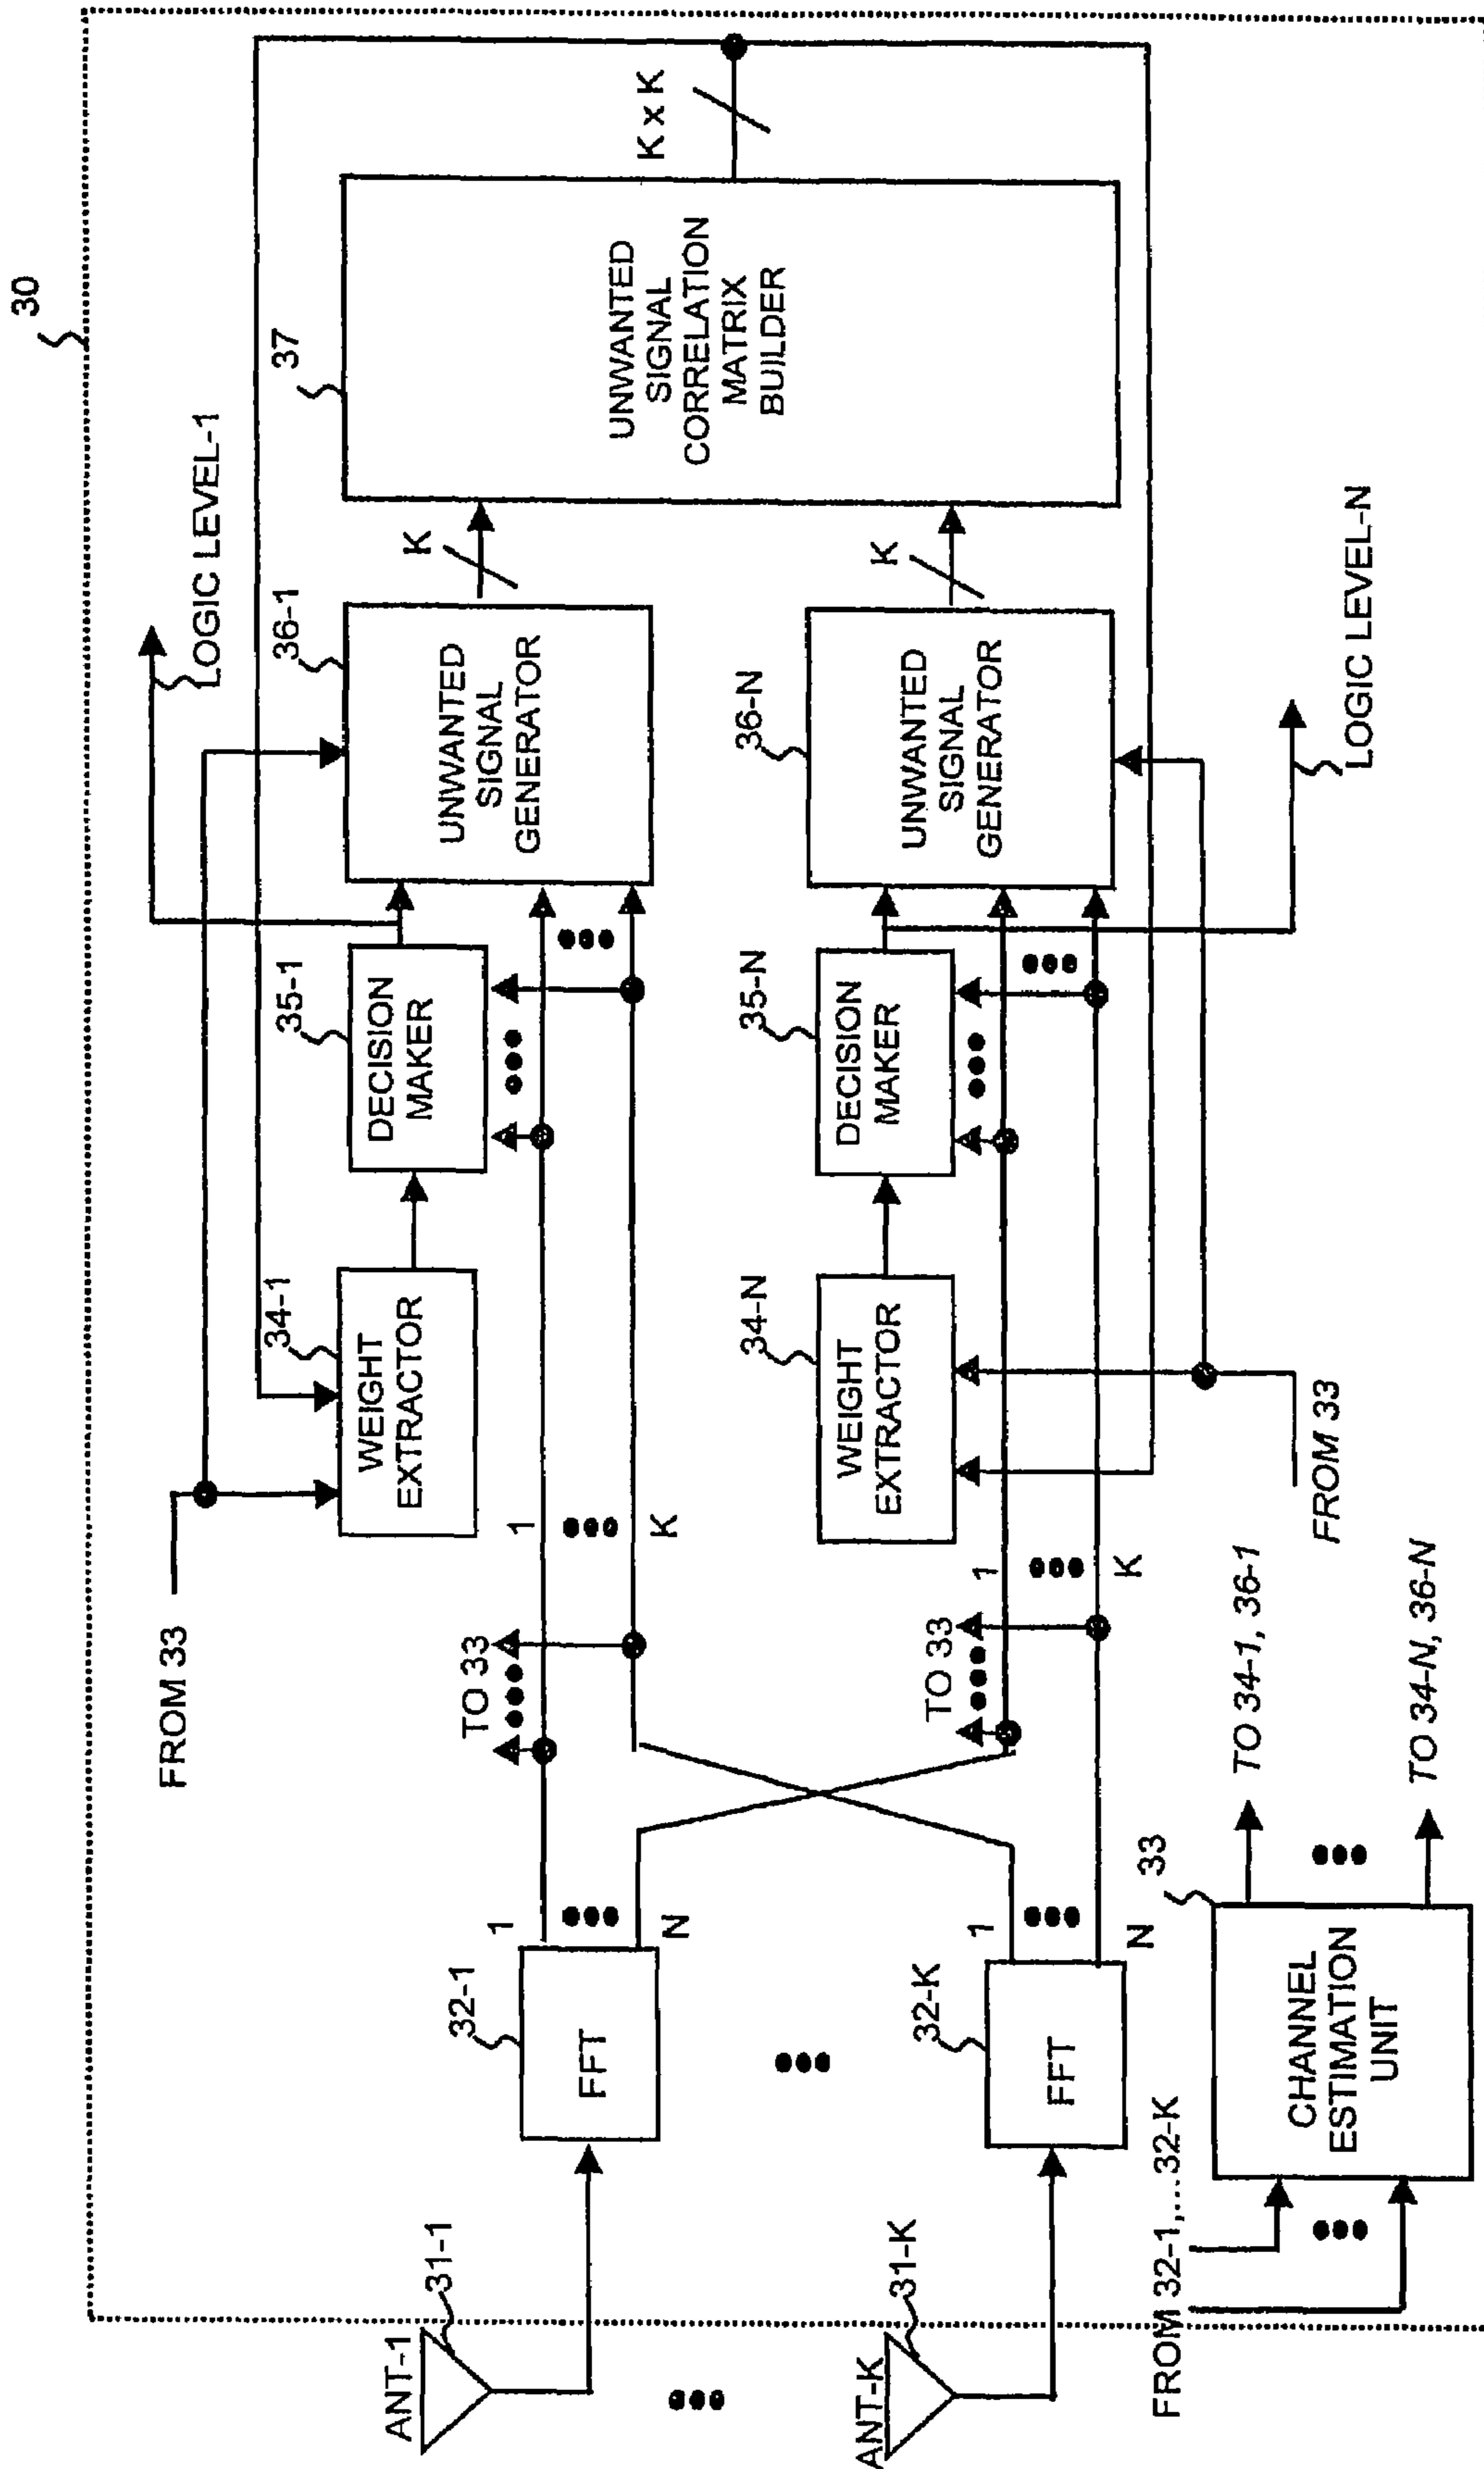 30
FROM 33
LOGIC LEVEL-1
34-1
WEIGHT
EXTRACTOR
35-1
DECISION
MAKER
36-1
UNWANTED
SIGNAL
GENERATOR
K
37
UNWANTED
SIGNAL
CORRELATION
MATRIX
BUILDER
K x K
ANT-1
31-1
32-1
FFT
1
N
TO 33
1
K
34-N
WEIGHT
EXTRACTOR
35-N
DECISION
MAKER
36-N
UNWANTED
SIGNAL
GENERATOR
K
ANT-K
31-K
32-K
FFT
1
N
TO 33
1
K
FROM 33
LOGIC LEVEL-N
FROM 32-1,....32-K
33
CHANNEL
ESTIMATION
UNIT
TO 34-1, 36-1
TO 34-N, 36-N